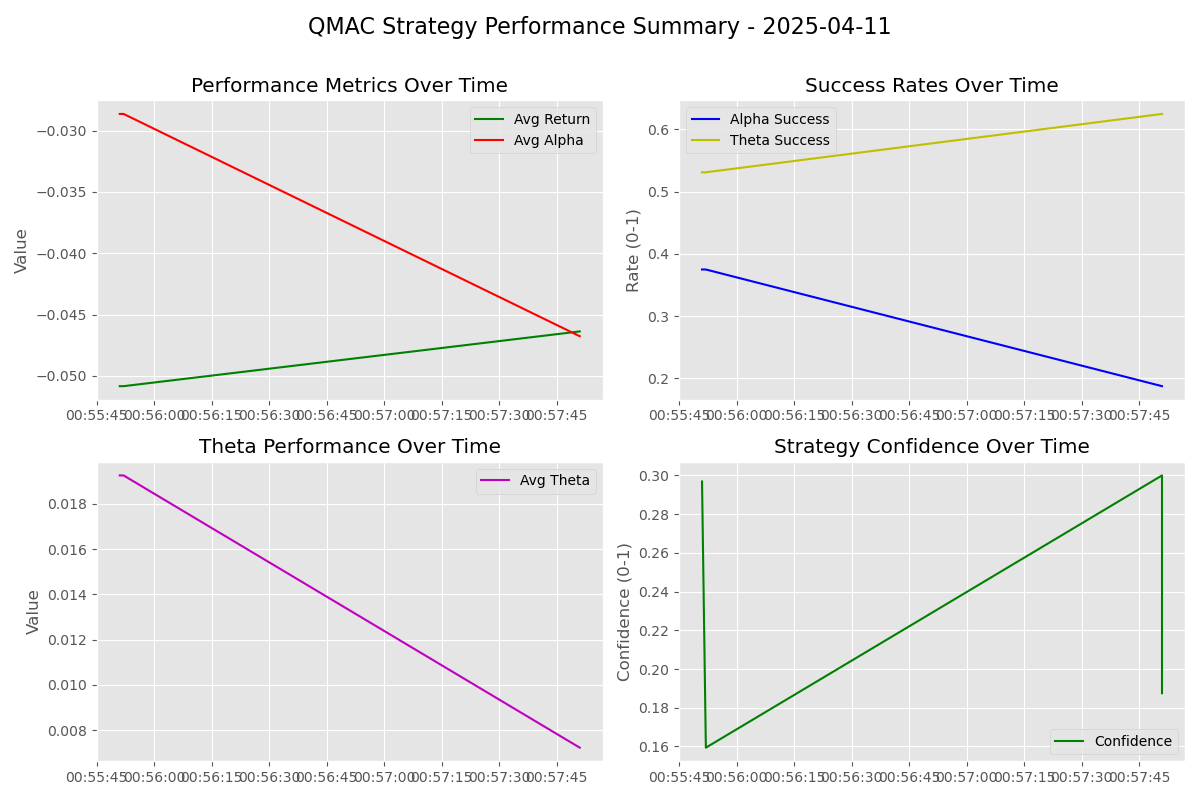 QMAC Strategy Performance Summary - 2025-04-11
Performance Metrics Over Time
Avg Return
Avg Alpha
Value
−0.030
−0.035
−0.040
−0.045
−0.050
00:55:45 00:56:00 00:56:15 00:56:30 00:56:45 00:57:00 00:57:15 00:57:30 00:57:45
Success Rates Over Time
Alpha Success
Theta Success
Rate (0-1)
0.6
0.5
0.4
0.3
0.2
00:55:45 00:56:00 00:56:15 00:56:30 00:56:45 00:57:00 00:57:15 00:57:30 00:57:45
Theta Performance Over Time
Avg Theta
Value
0.018
0.016
0.014
0.012
0.010
0.008
00:55:45 00:56:00 00:56:15 00:56:30 00:56:45 00:57:00 00:57:15 00:57:30 00:57:45
Strategy Confidence Over Time
Confidence (0-1)
0.30
0.28
0.26
0.24
0.22
0.20
0.18
0.16
Confidence
00:55:45 00:56:00 00:56:15 00:56:30 00:56:45 00:57:00 00:57:15 00:57:30 00:57:45